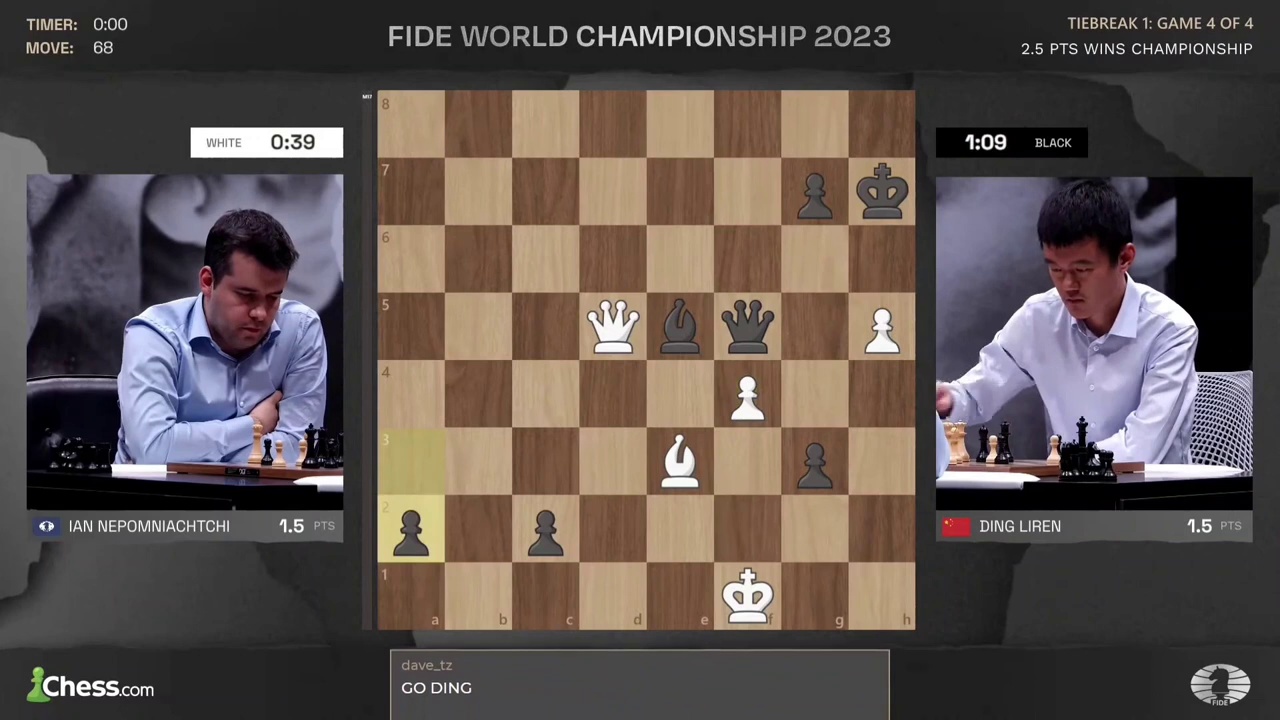 TIMER: 0:00
MOVE: 68
FIDE WORLD CHAMPIONSHIP 2023
TIEBREAK 1: GAME 4 OF 4
2.5 PTS WINS CHAMPIONSHIP
WHITE 0:39
1:09 BLACK
8
7
6
5
4
3
2
1
a b c d e f g h
IAN NEPOMNIACHTCHI 1.5 PTS
DING LIREN 1.5 PTS
dave_tz
GO DING
Chess.com
FIDE